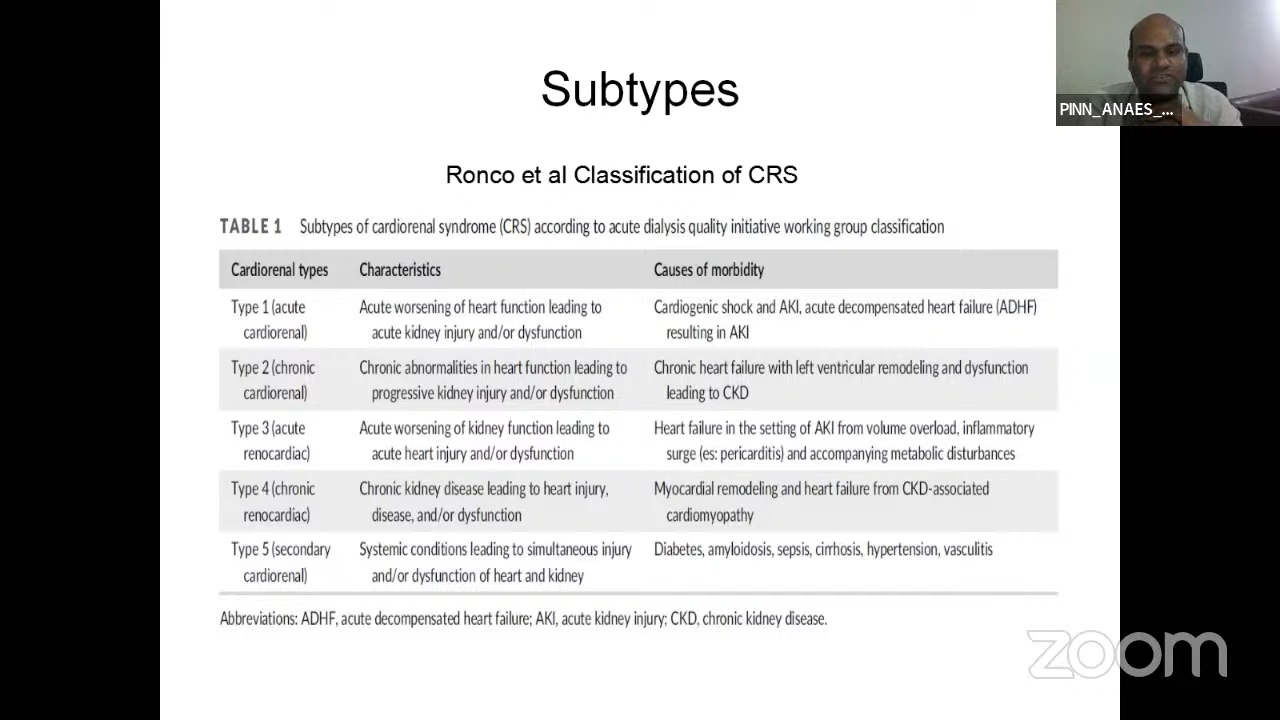 Subtypes
PINN_ANAES_...
Ronco et al Classification of CRS
TABLE 1 Subtypes of cardiorenal syndrome (CRS) according to acute dialysis quality initiative working group classification
Cardiorenal types Characteristics Causes of morbidity
Type 1 (acute Acute worsening of heart function leading to Cardiogenic shock and AKI, acute decompensated heart failure (ADHF)
cardiorenal) acute kidney injury and/or dysfunction resulting in AKI
Type 2 (chronic Chronic abnormalities in heart function leading to Chronic heart failure with left ventricular remodeling and dysfunction
cardiorenal) progressive kidney injury and/or dysfunction leading to CKD
Type 3 (acute Acute worsening of kidney function leading to Heart failure in the setting of AKI from volume overload, inflammatory
renocardiac) acute heart injury and/or dysfunction surge (es: pericarditis) and accompanying metabolic disturbances
Type 4 (chronic Chronic kidney disease leading to heart injury, Myocardial remodeling and heart failure from CKD-associated
renocardiac) disease, and/or dysfunction cardiomyopathy
Type 5 (secondary Systemic conditions leading to simultaneous injury Diabetes, amyloidosis, sepsis, cirrhosis, hypertension, vasculitis
cardiorenal) and/or dysfunction of heart and kidney
Abbreviations: ADHF, acute decompensated heart failure; AKI, acute kidney injury; CKD, chronic kidney disease.
zoom